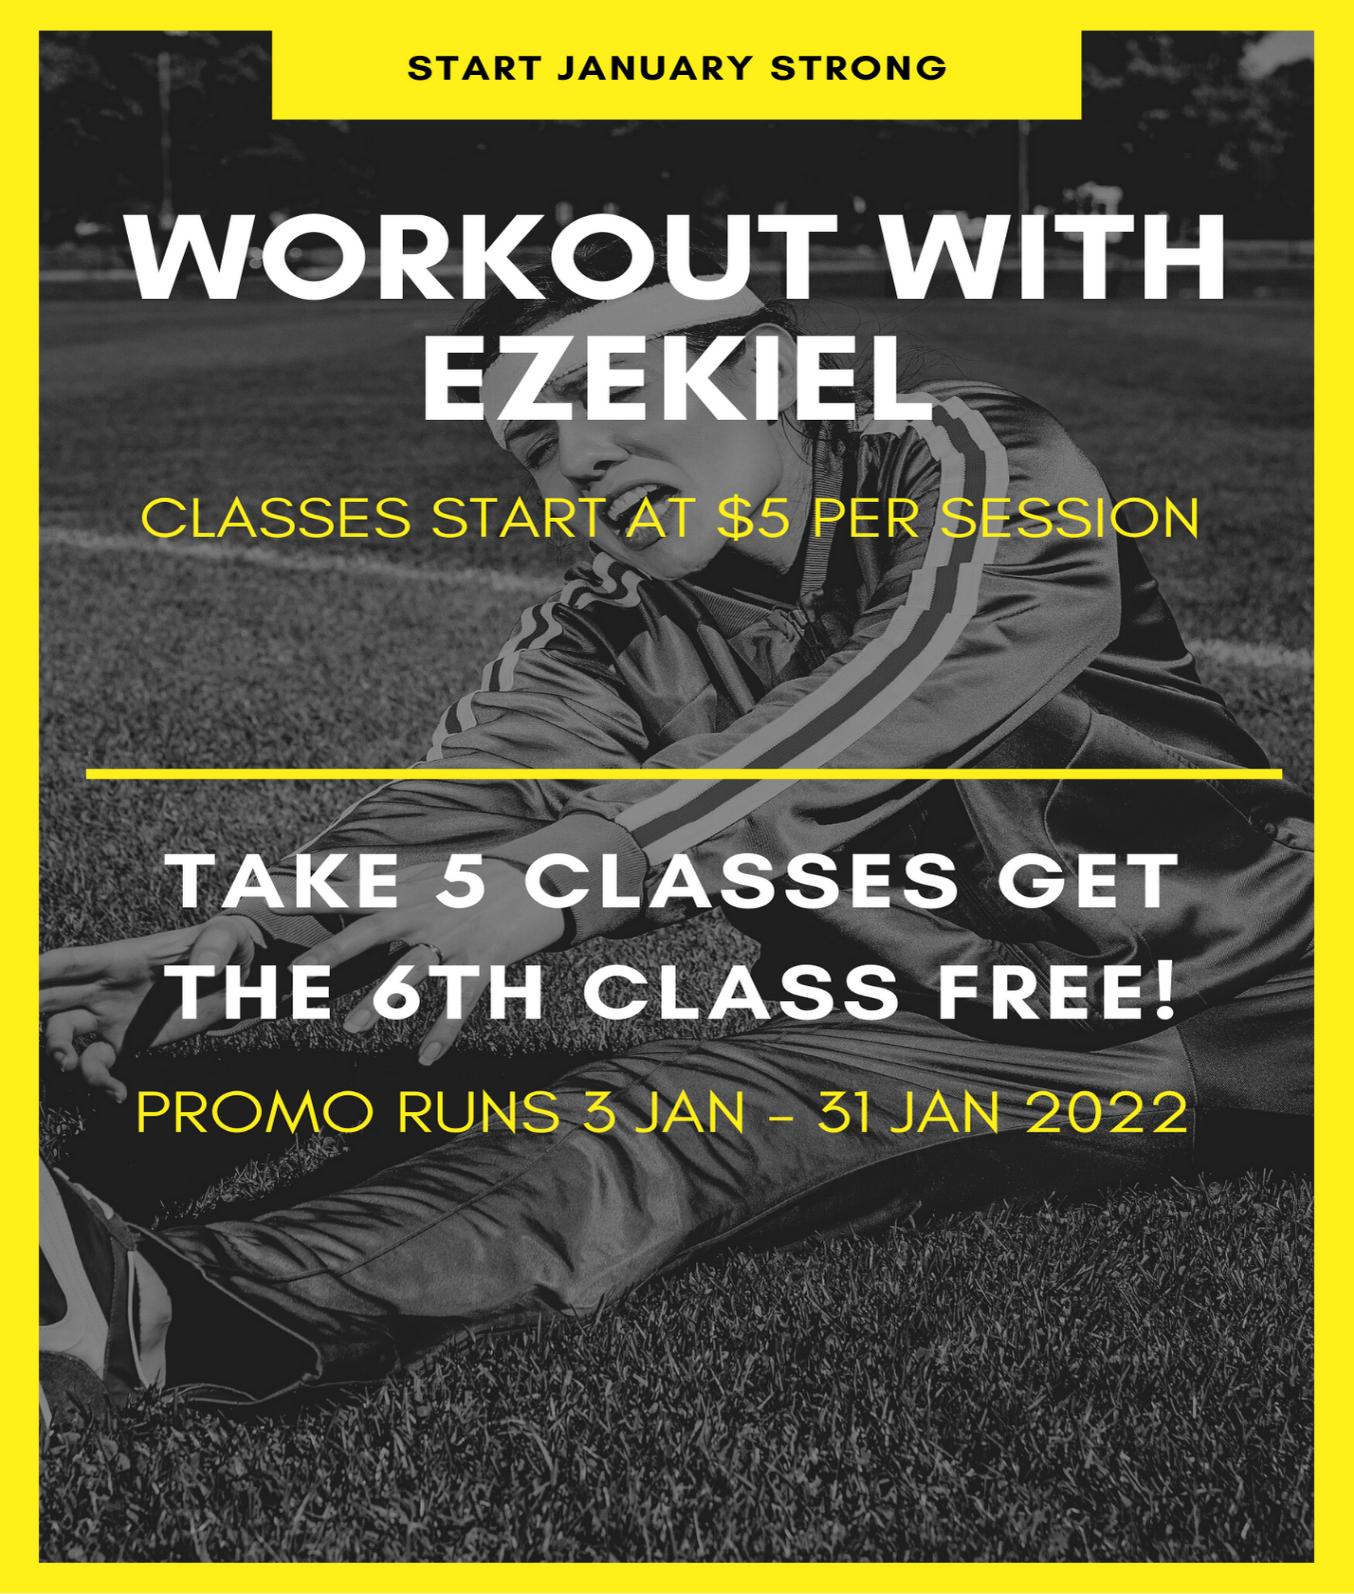 START JANUARY STRONG
WORKOUT WITH
EZEKIEL
CLASSES START AT $5 PER SESSION
TAKE 5 CLASSES GET
THE 6TH CLASS FREE!
PROMO RUNS 3 JAN - 31 JAN 2022